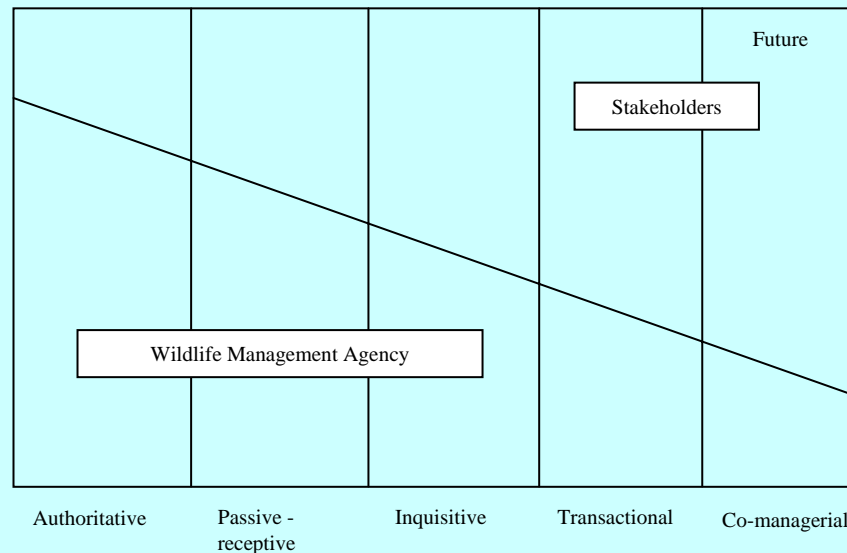 Future
Stakeholders
Wildlife Management Agency
Authoritative
Passive -
receptive
Inquisitive
Transactional
Co-managerial